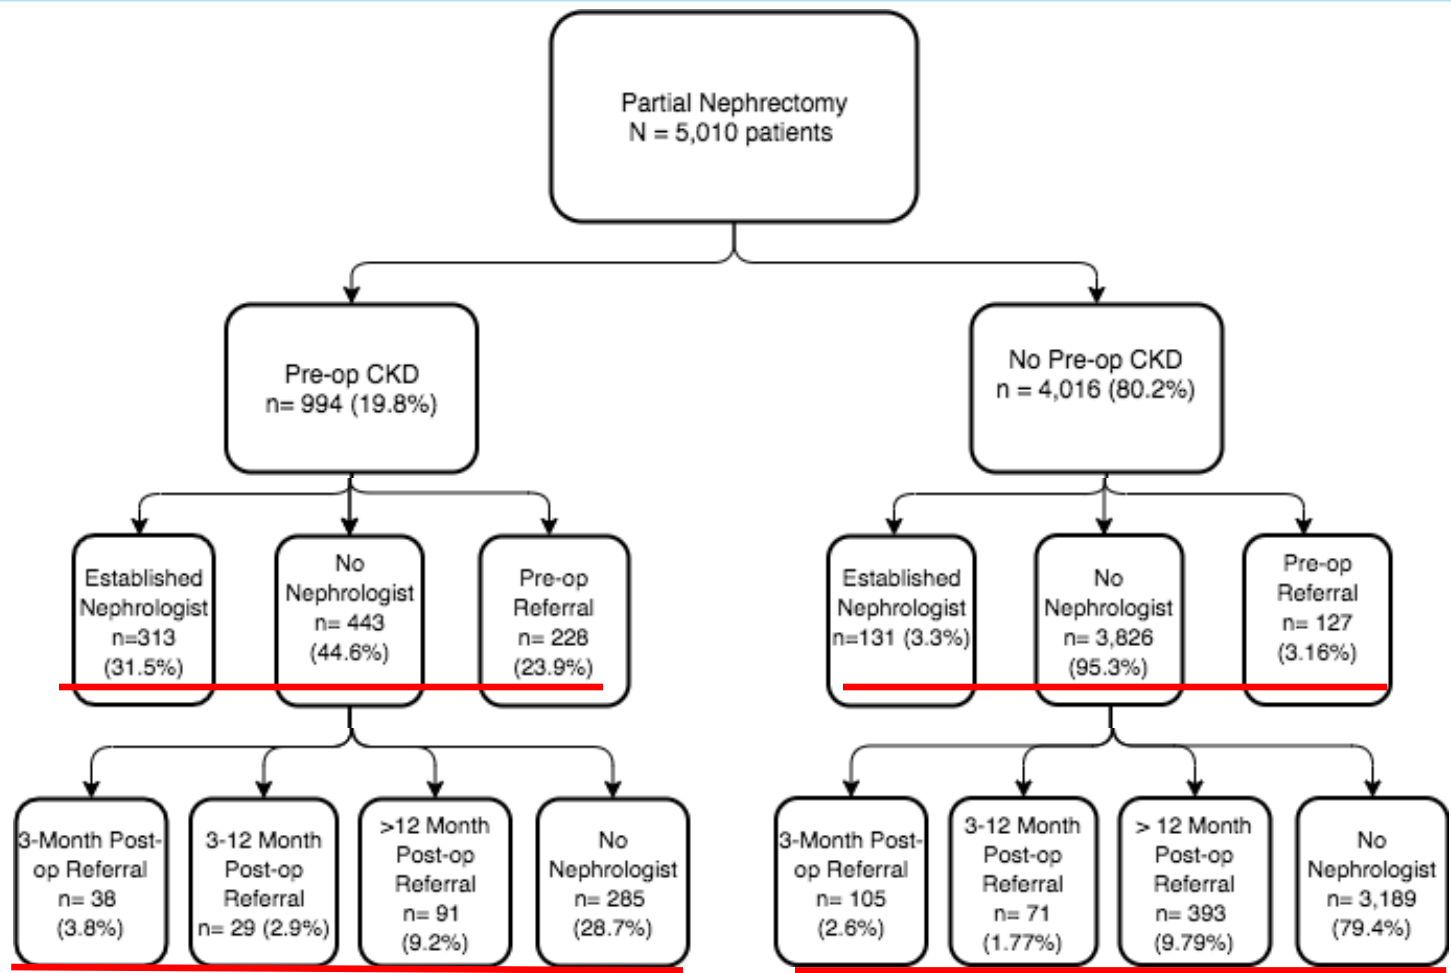 Partial Nephrectomy
N = 5,010 patients
Pre-op CKD
n= 994 (19.8%)
No Pre-op CKD
n = 4,016 (80.2%)
Established
Nephrologist
n=313
(31.5%)
No
Nephrologist
n= 443
(44.6%)
Pre-op
Referral
n= 228
(23.9%)
Established
Nephrologist
n=131 (3.3%)
No
Nephrologist
n= 3,826
(95.3%)
Pre-op
Referral
n= 127
(3.16%)
3-Month Post-
op Referral
n= 38
(3.8%)
3-12 Month
Post-op
Referral
n= 29 (2.9%)
>12 Month
Post-op
Referral
n= 91
(9.2%)
No
Nephrologist
n= 285
(28.7%)
3-Month Post-
op Referral
n= 105
(2.6%)
3-12 Month
Post-op
Referral
n= 71
(1.77%)
> 12 Month
Post-op
Referral
n= 393
(9.79%)
No
Nephrologist
n= 3,189
(79.4%)